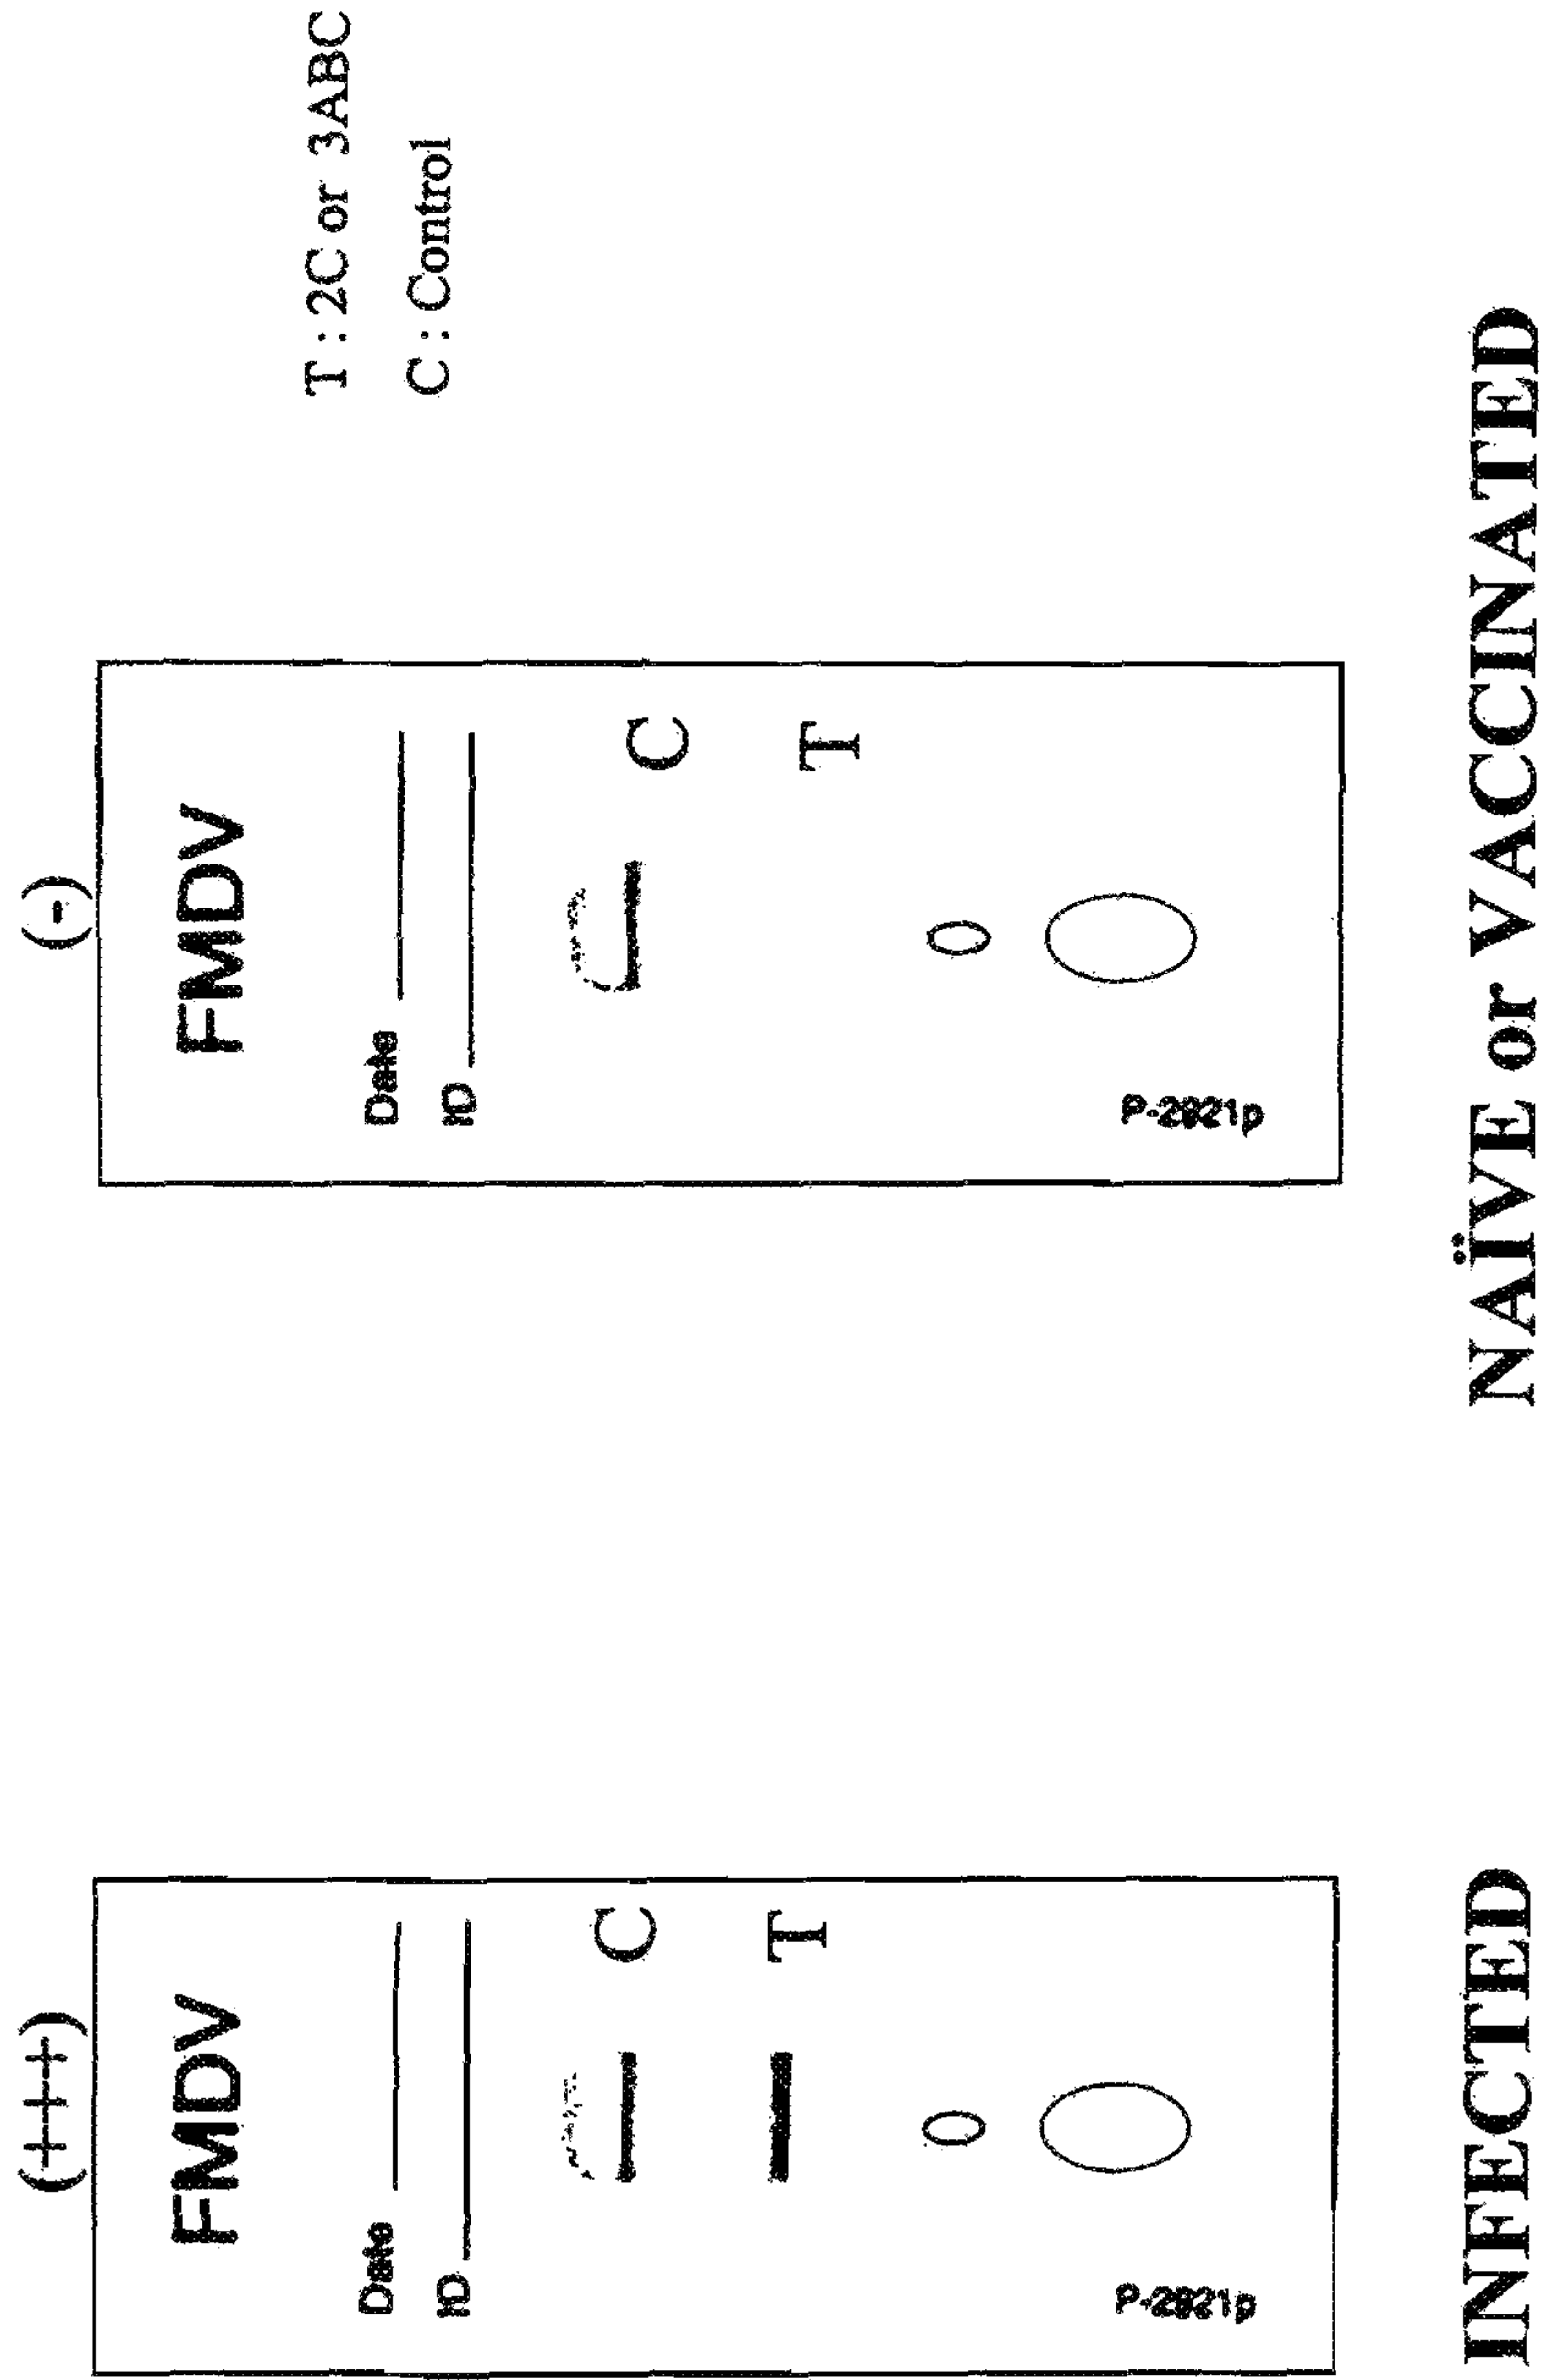 (+++)
FMDV
Date
ID
C
T
P-2921p
INFECTED
(-)
FMDV
Date
ID
C
T
P-2921p
NAÏVE or VACCINATED
T : 2C or 3ABC
C : Control